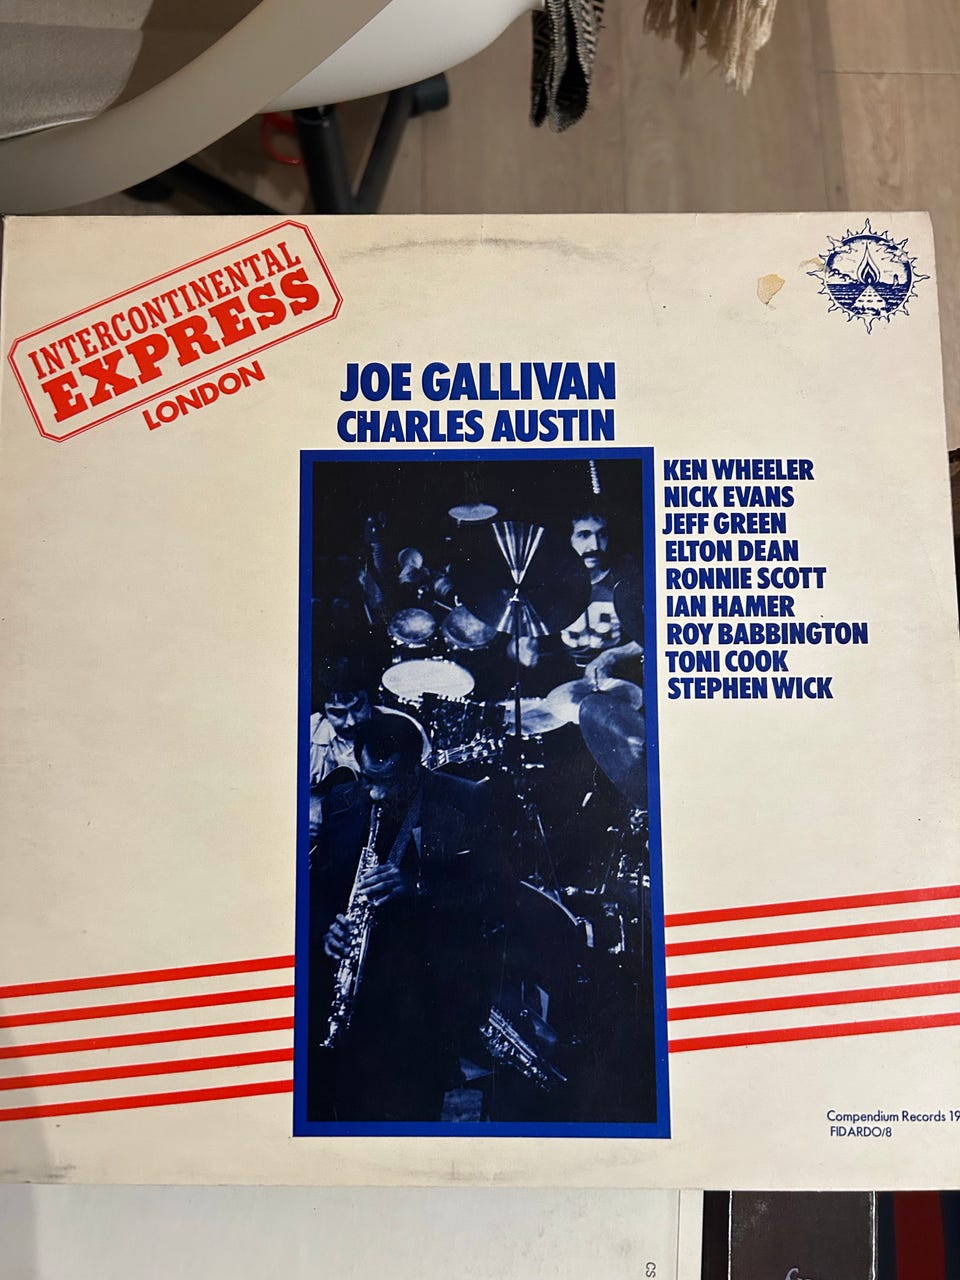 INTERCONTINENTAL
EXPRESS
LONDON
JOE GALLIVAN
CHARLES AUSTIN
KEN WHEELER
NICK EVANS
JEFF GREEN
ELTON DEAN
RONNIE SCOTT
IAN HAMER
ROY BABBINGTON
TONI COOK
STEPHEN WICK
Compendium Records 19
FIDARDO/8
CS